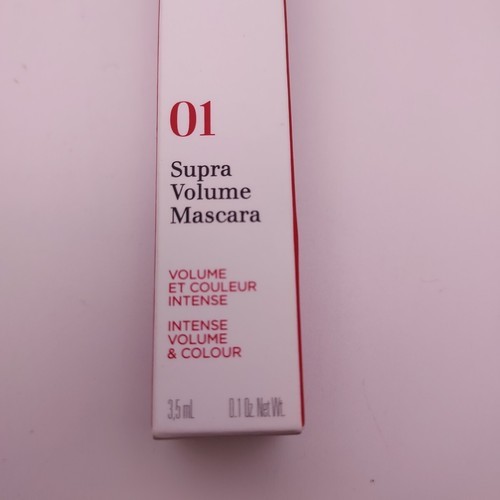 01
Supra
Volume
Mascara
VOLUME
ET COULEUR
INTENSE
INTENSE
VOLUME
& COLOUR
3,5 mL 0.1 Oz. Net Wt.